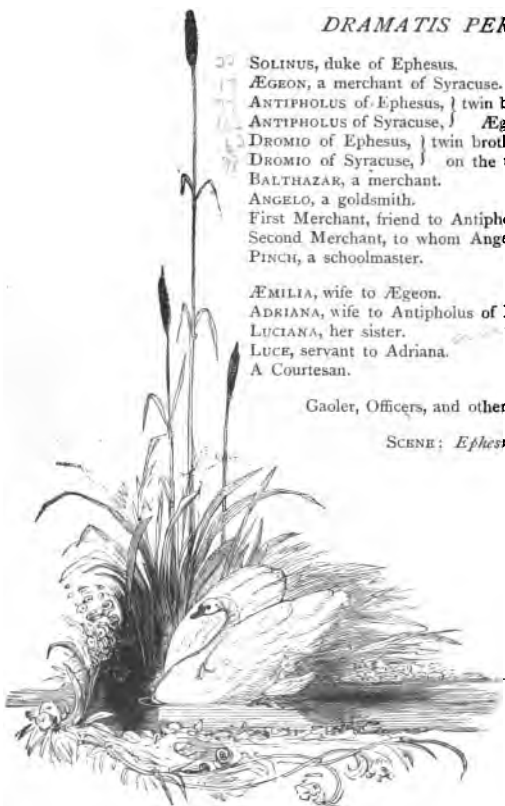 DRAMATIS PER
SOLINUS, duke of Ephesus.
ÆGEON, a merchant of Syracuse.
ANTIPHOLUS of Ephesus, } twin b
ANTIPHOLUS of Syracuse, } Æg
DROMIO of Ephesus, } twin broth
DROMIO of Syracuse, } on the t
BALTHAZAR, a merchant.
ANGELO, a goldsmith.
First Merchant, friend to Antipho
Second Merchant, to whom Ange
PINCH, a schoolmaster.
ÆMILIA, wife to Ægeon.
ADRIANA, wife to Antipholus of
LUCIANA, her sister.
LUCE, servant to Adriana.
A Courtesan.
Gaoler, Officers, and other
SCENE: Ephes